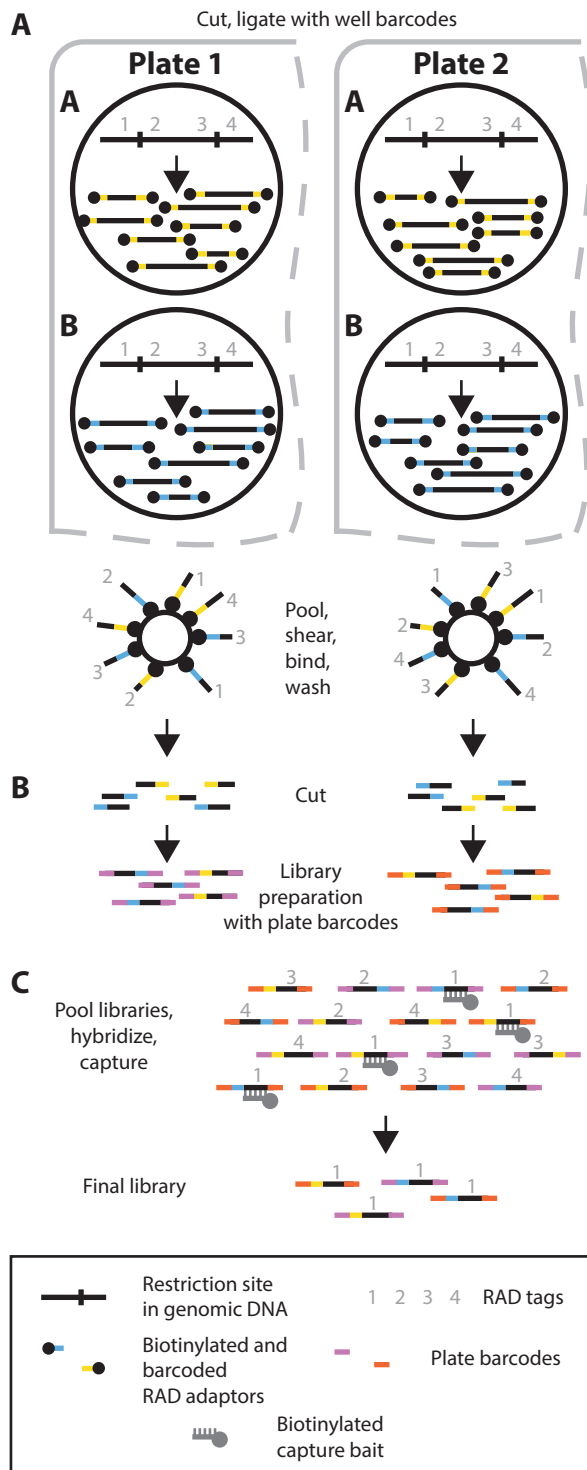 A
Cut, ligate with well barcodes
Plate 1
Plate 2
A
1 2 3 4
A
1 2 3 4
B
1 2 3 4
B
1 2 3 4
2 1 4 3 1 2 3 4
Pool,
shear,
bind,
wash
1 3 1 2 4 3 4 2
B
Cut
Library
preparation
with plate barcodes
C
Pool libraries,
hybridize,
capture
3 2 1 2
4 2 4 1
4 1 3 3
1 2 3 4
Final library
1 1
1 1
Restriction site
in genomic DNA
1 2 3 4 RAD tags
Biotinylated and
barcoded
RAD adaptors
Plate barcodes
Biotinylated
capture bait